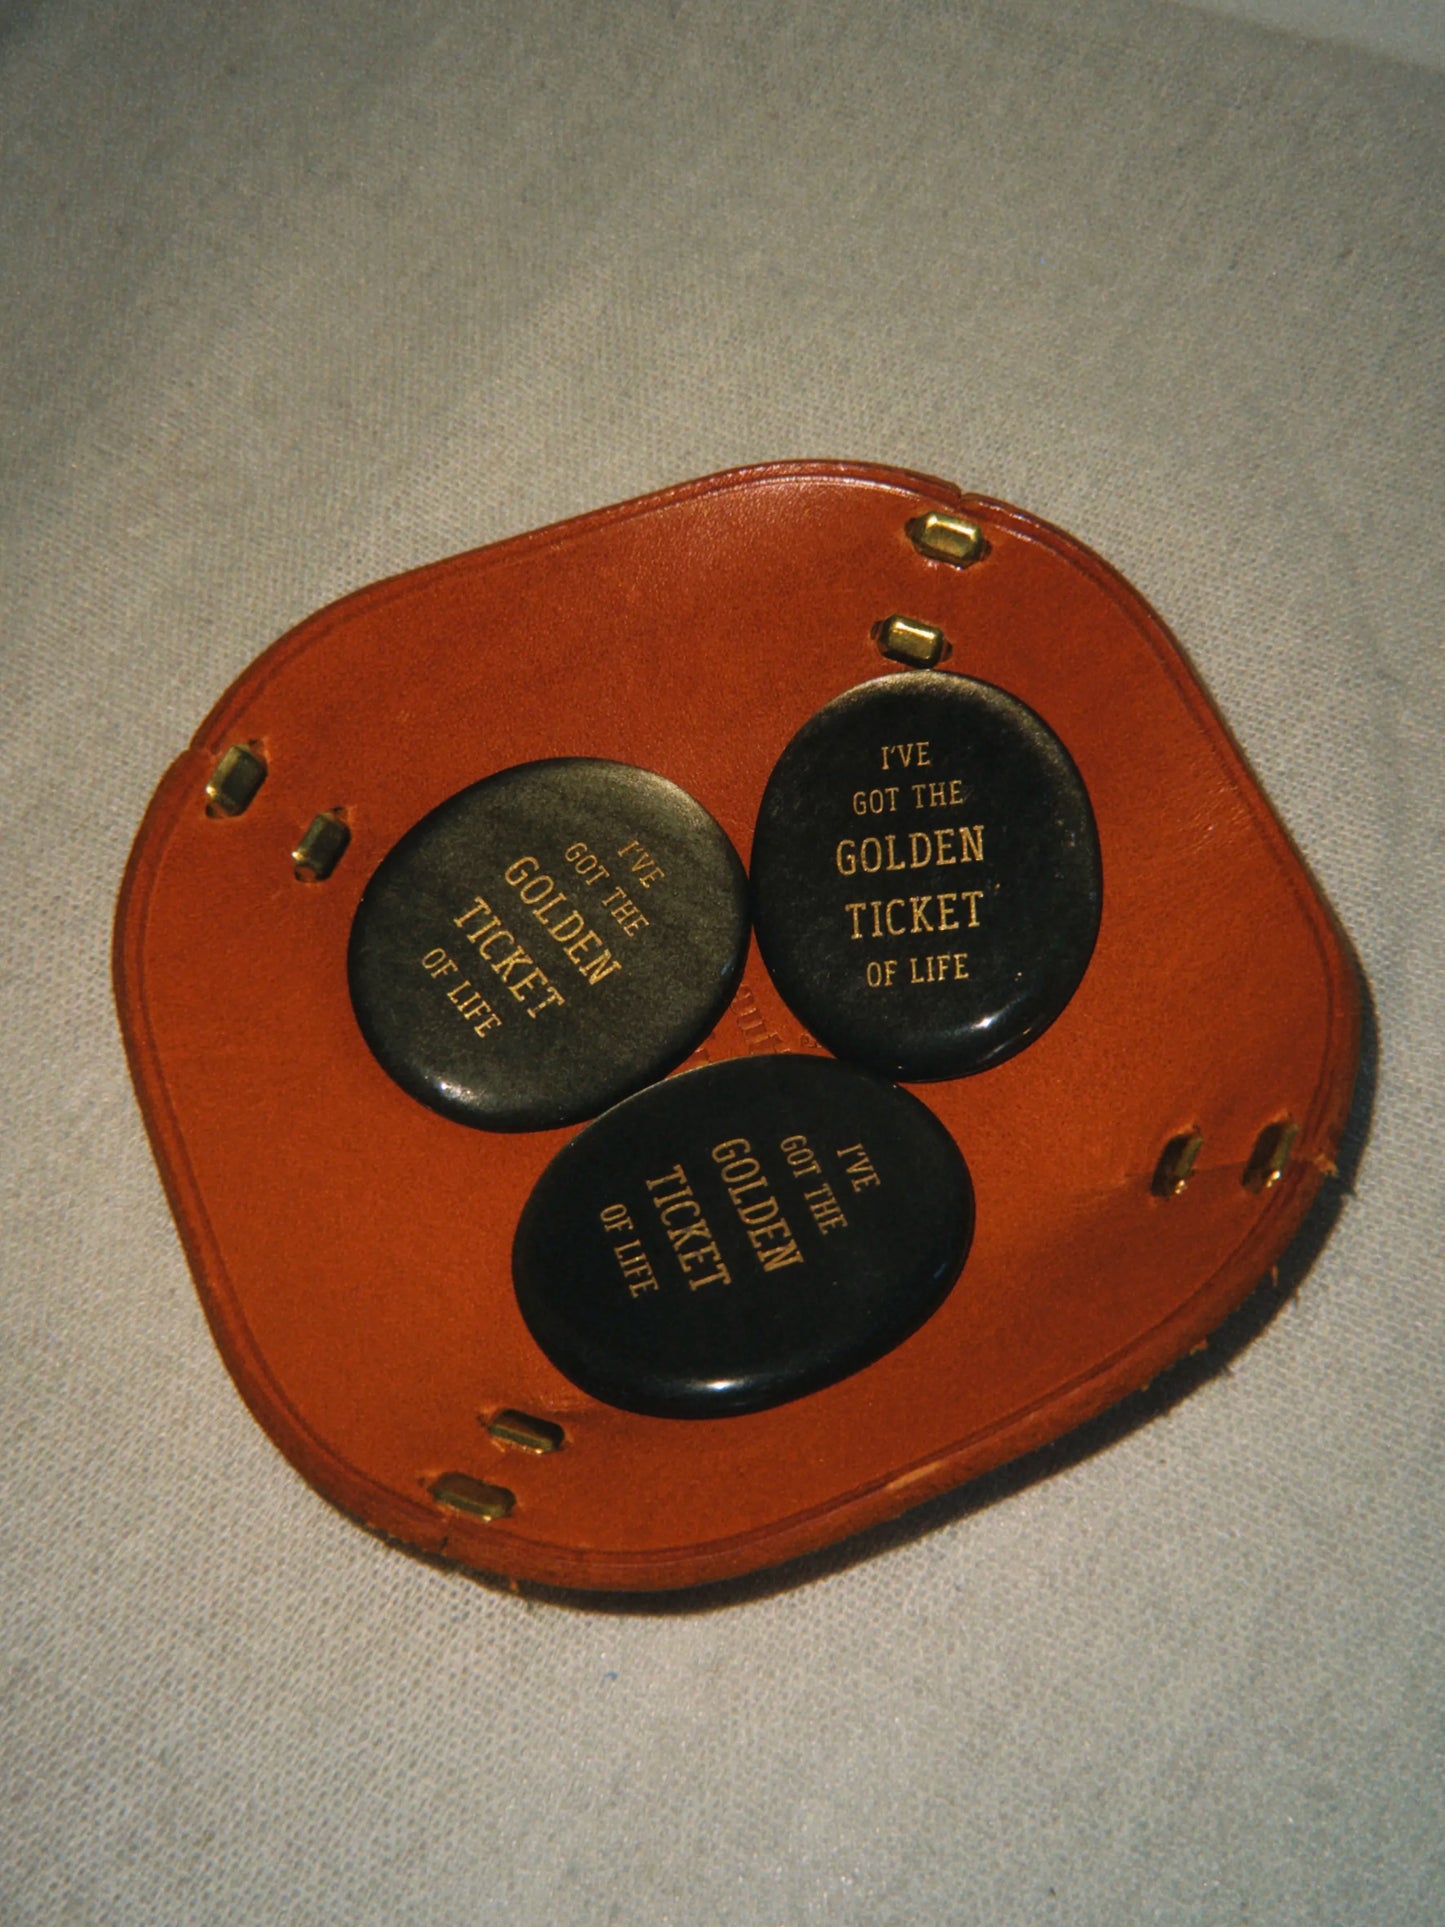 I'VE
GOT THE
GOLDEN
TICKET
OF LIFE
I'VE
GOT THE
GOLDEN
TICKET
OF LIFE
I'VE
GOT THE
GOLDEN
TICKET
OF LIFE